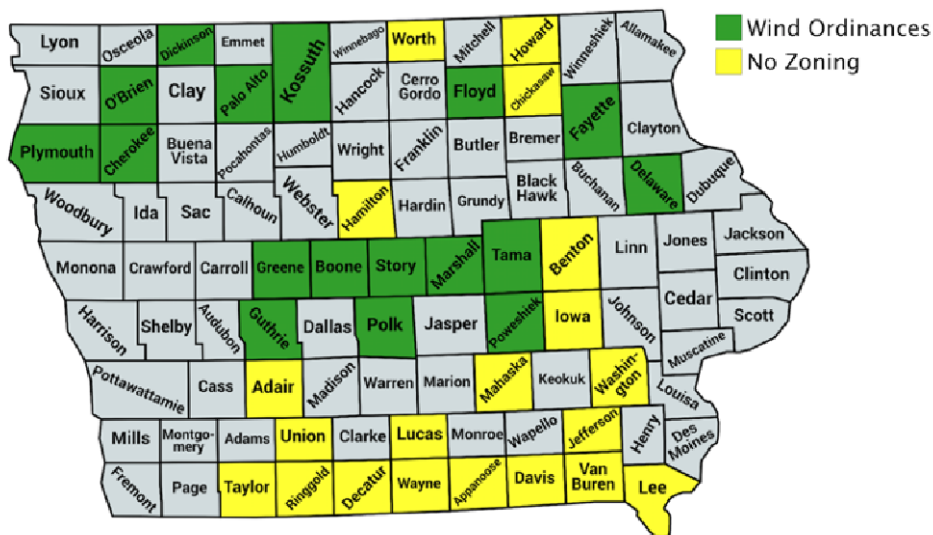 Wind Ordinances
No Zoning
Lyon
Osceola
Dickinson
Emmet
Kossuth
Winnebago
Worth
Mitchell
Howard
Winneshiek
Allamakee
Sioux
O'Brien
Clay
Palo Alto
Hancock
Cerro
Gordo
Floyd
Chickasaw
Fayette
Clayton
Plymouth
Cherokee
Buena
Vista
Pocahontas
Humboldt
Wright
Franklin
Butler
Bremer
Woodbury
Ida
Sac
Calhoun
Webster
Hamilton
Hardin
Grundy
Black
Hawk
Buchanan
Delaware
Dubuque
Monona
Crawford
Carroll
Greene
Boone
Story
Marshall
Tama
Benton
Linn
Jones
Jackson
Clinton
Cedar
Scott
Harrison
Shelby
Audubon
Guthrie
Dallas
Polk
Jasper
Poweshiek
Iowa
Johnson
Muscatine
Pottawattamie
Cass
Adair
Madison
Warren
Marion
Mahaska
Keokuk
Washin-
gton
Louisa
Mills
Montgo-
mery
Adams
Union
Clarke
Lucas
Monroe
Wapello
Jefferson
Henry
Des
Moines
Fremont
Page
Taylor
Ringgold
Decatur
Wayne
Appanoose
Davis
Van
Buren
Lee